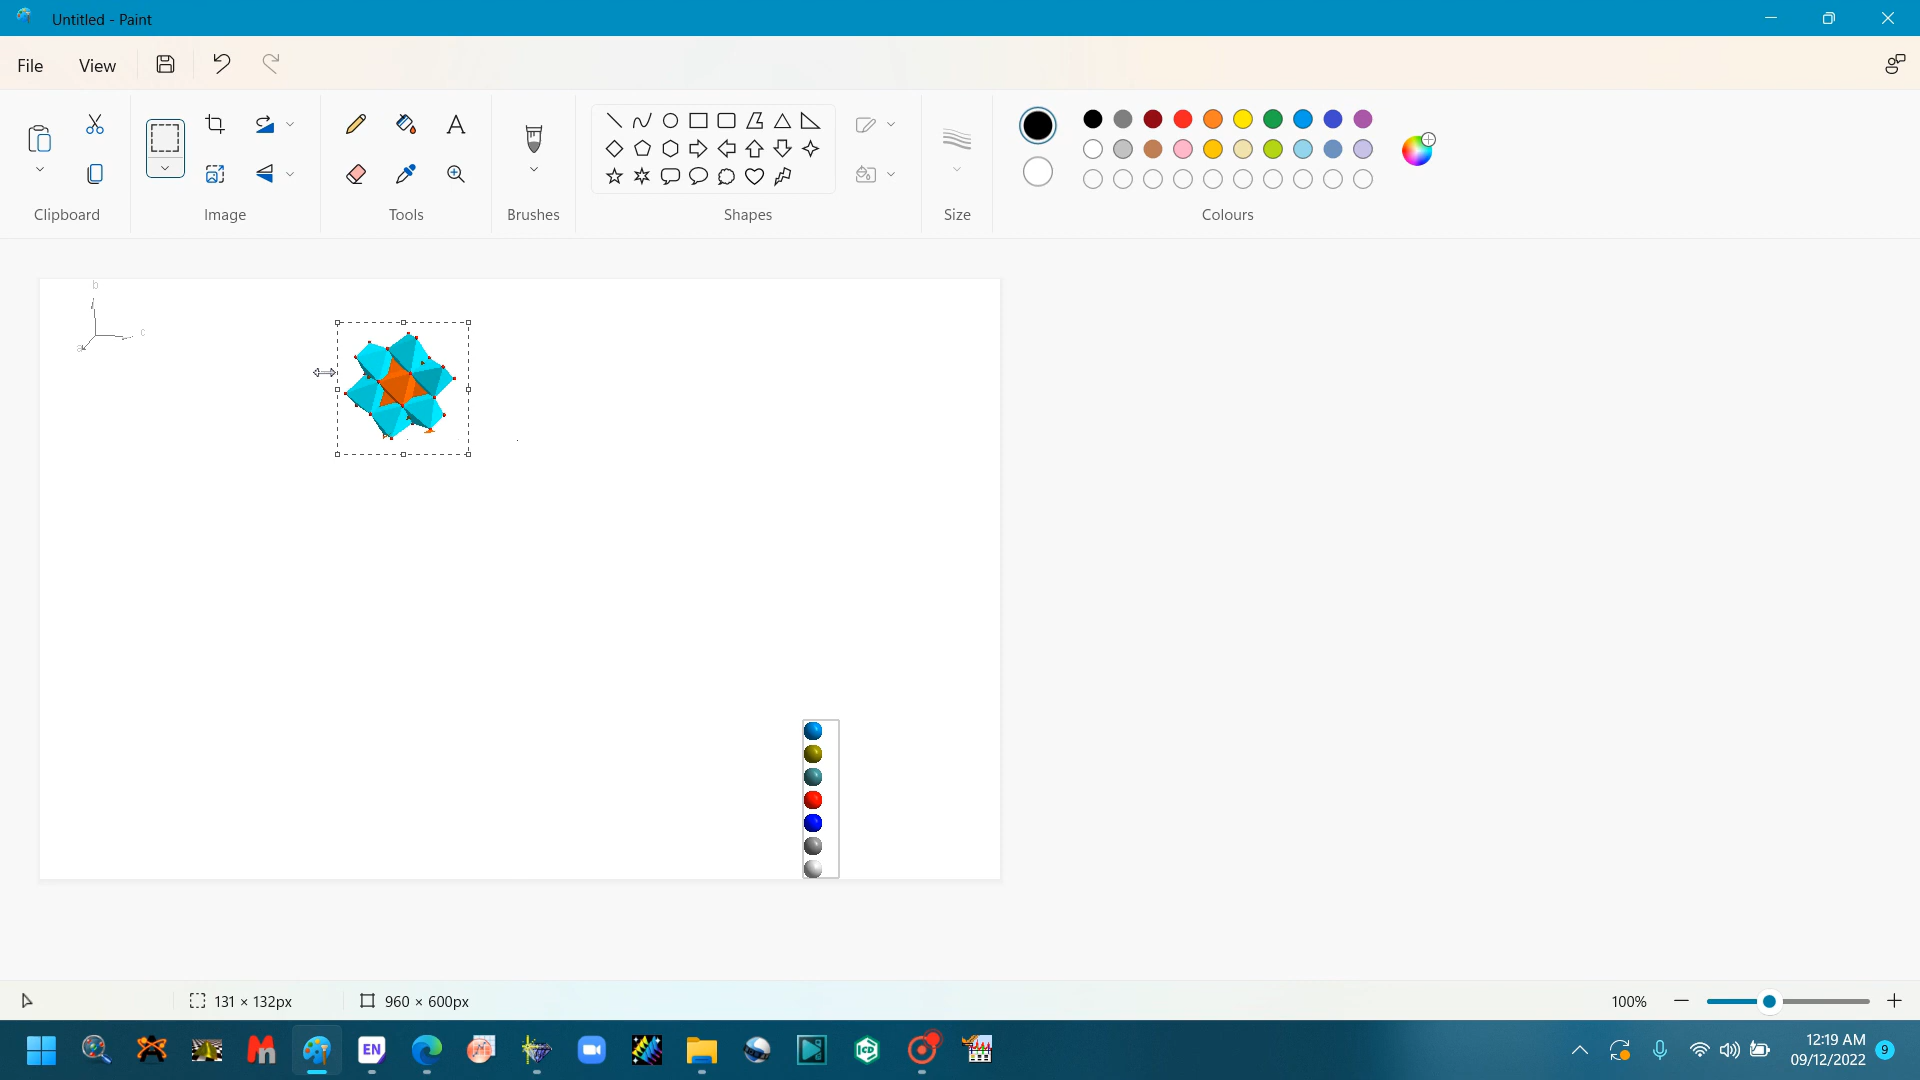 Untitled - Paint
File View
Clipboard Image Tools Brushes Shapes Size Colours
b
c
a
131 × 132px 960 × 600px 100%
EN
ICD
12:19 AM
09/12/2022 9